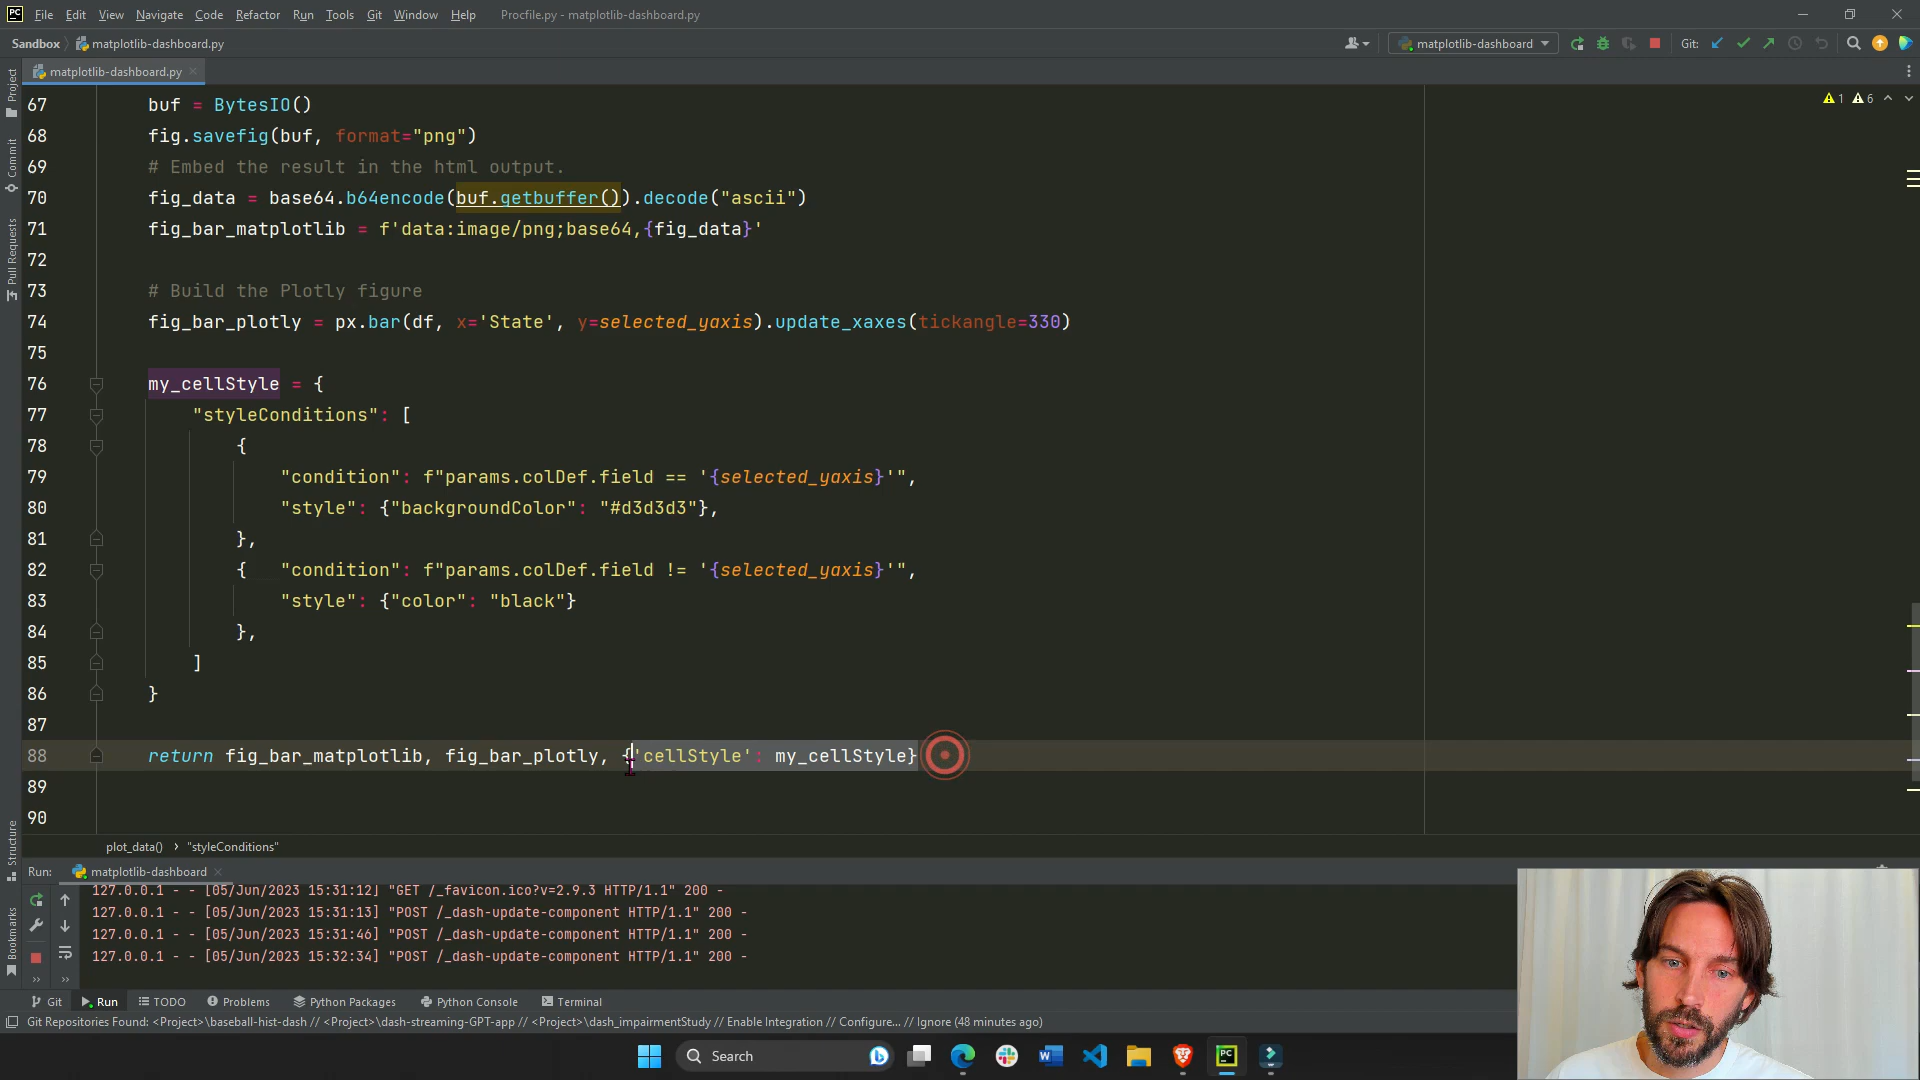 PC File Edit View Navigate Code Refactor Run Tools Git Window Help Procfile.py - matplotlib-dashboard.py
Sandbox matplotlib-dashboard.py matplotlib-dashboard Git:
matplotlib-dashboard.py
1 6
67 buf = BytesIO()
68 fig.savefig(buf, format="png")
69 # Embed the result in the html output.
70 fig_data = base64.b64encode(buf.getbuffer()).decode("ascii")
71 fig_bar_matplotlib = f'data:image/png;base64,{fig_data}'
72
73 # Build the Plotly figure
74 fig_bar_plotly = px.bar(df, x='State', y=selected_yaxis).update_xaxes(tickangle=330)
75
76 my_cellStyle = {
77 "styleConditions": [
78 {
79 "condition": f"params.colDef.field == '{selected_yaxis}'",
80 "style": {"backgroundColor": "#d3d3d3"},
81 },
82 { "condition": f"params.colDef.field != '{selected_yaxis}'",
83 "style": {"color": "black"}
84 },
85 ]
86 }
87
88 return fig_bar_matplotlib, fig_bar_plotly, {'cellStyle': my_cellStyle}
89
90
plot_data() › "styleConditions"
Run: matplotlib-dashboard
127.0.0.1 - - [05/Jun/2023 15:31:12] "GET /_favicon.ico?v=2.9.3 HTTP/1.1" 200 -
127.0.0.1 - - [05/Jun/2023 15:31:13] "POST /_dash-update-component HTTP/1.1" 200 -
127.0.0.1 - - [05/Jun/2023 15:31:46] "POST /_dash-update-component HTTP/1.1" 200 -
127.0.0.1 - - [05/Jun/2023 15:32:34] "POST /_dash-update-component HTTP/1.1" 200 -
Git Run TODO Problems Python Packages Python Console Terminal
Git Repositories Found: <Project>\baseball-hist-dash // <Project>\dash-streaming-GPT-app // <Project>\dash_impairmentStudy // Enable Integration // Configure... // Ignore (48 minutes ago)
Search
Project
Commit
Pull Requests
Structure
Bookmarks